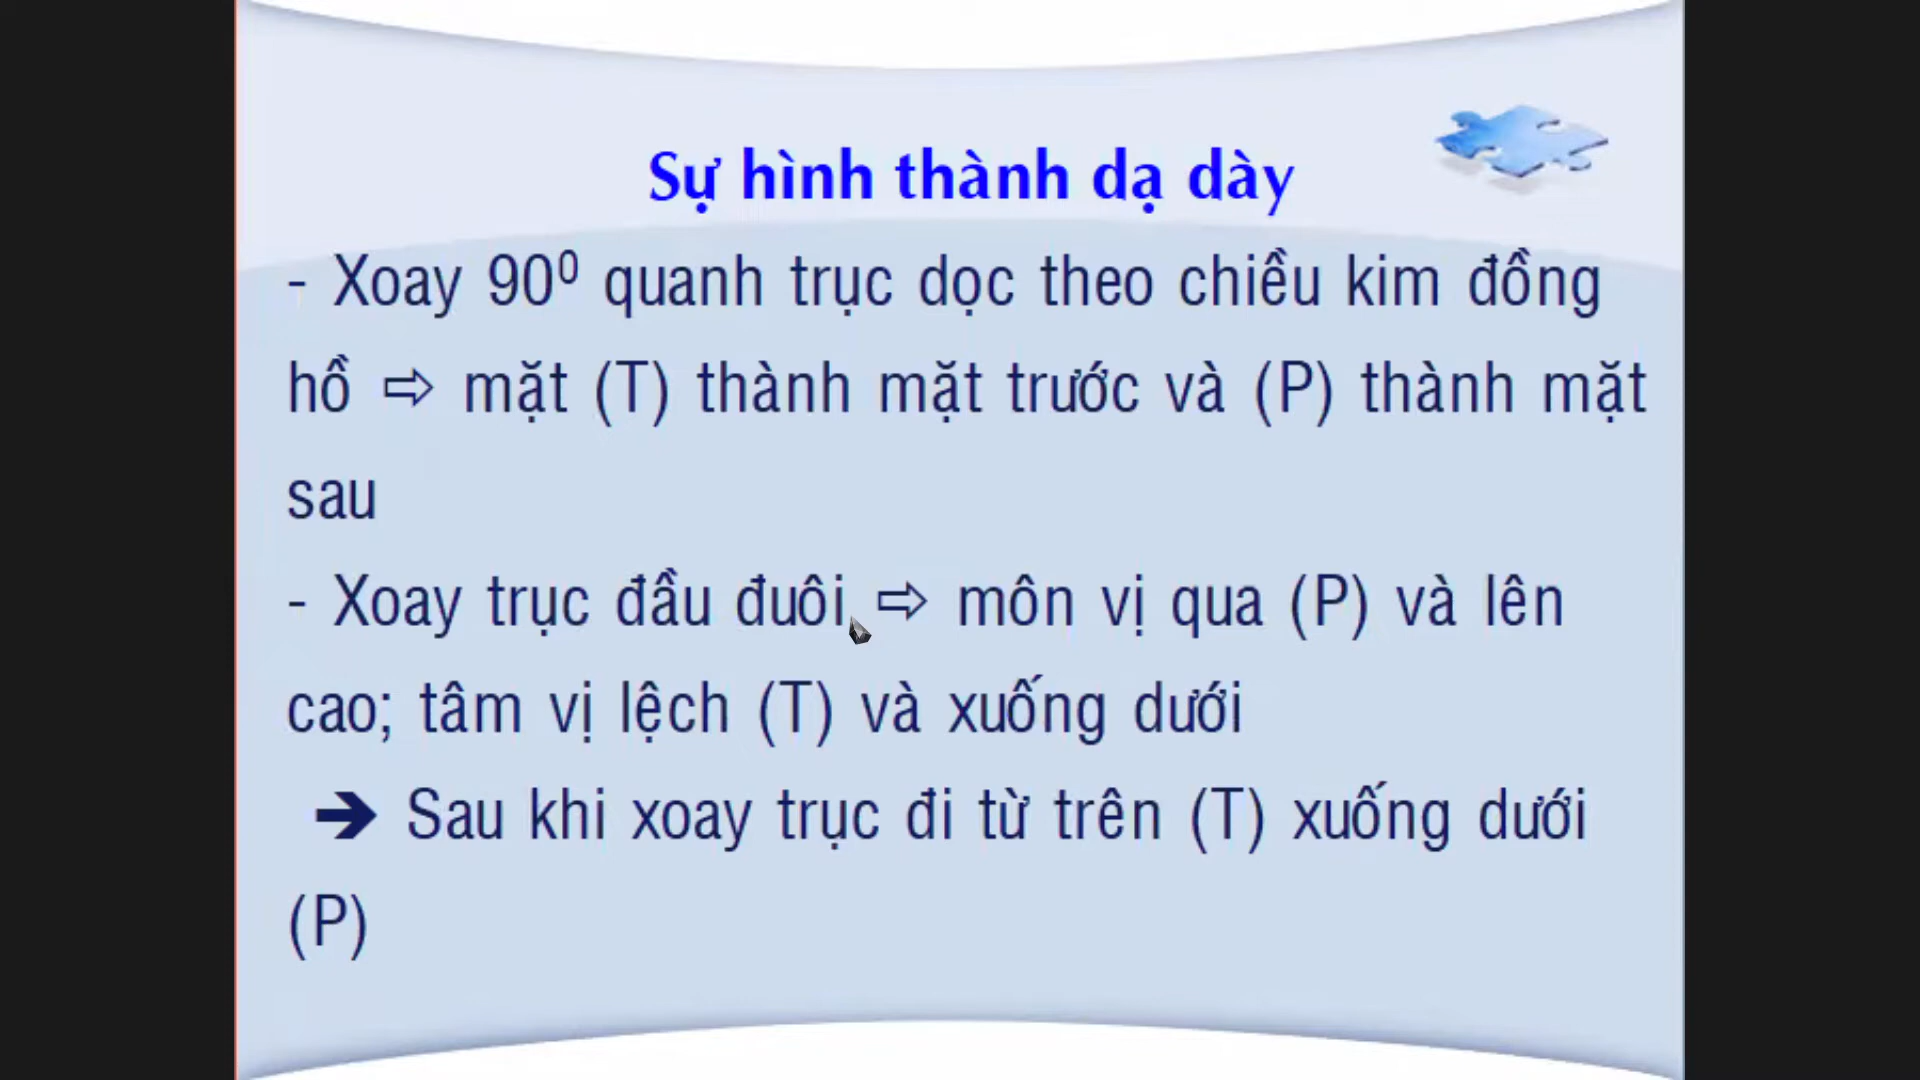 Sự hình thành dạ dày
- Xoay 90⁰ quanh trục dọc theo chiều kim đồng
hồ ⇨ mặt (T) thành mặt trước và (P) thành mặt
sau
- Xoay trục đầu đuôi ⇨ môn vị qua (P) và lên
cao; tâm vị lệch (T) và xuống dưới
➔ Sau khi xoay trục đi từ trên (T) xuống dưới
(P)